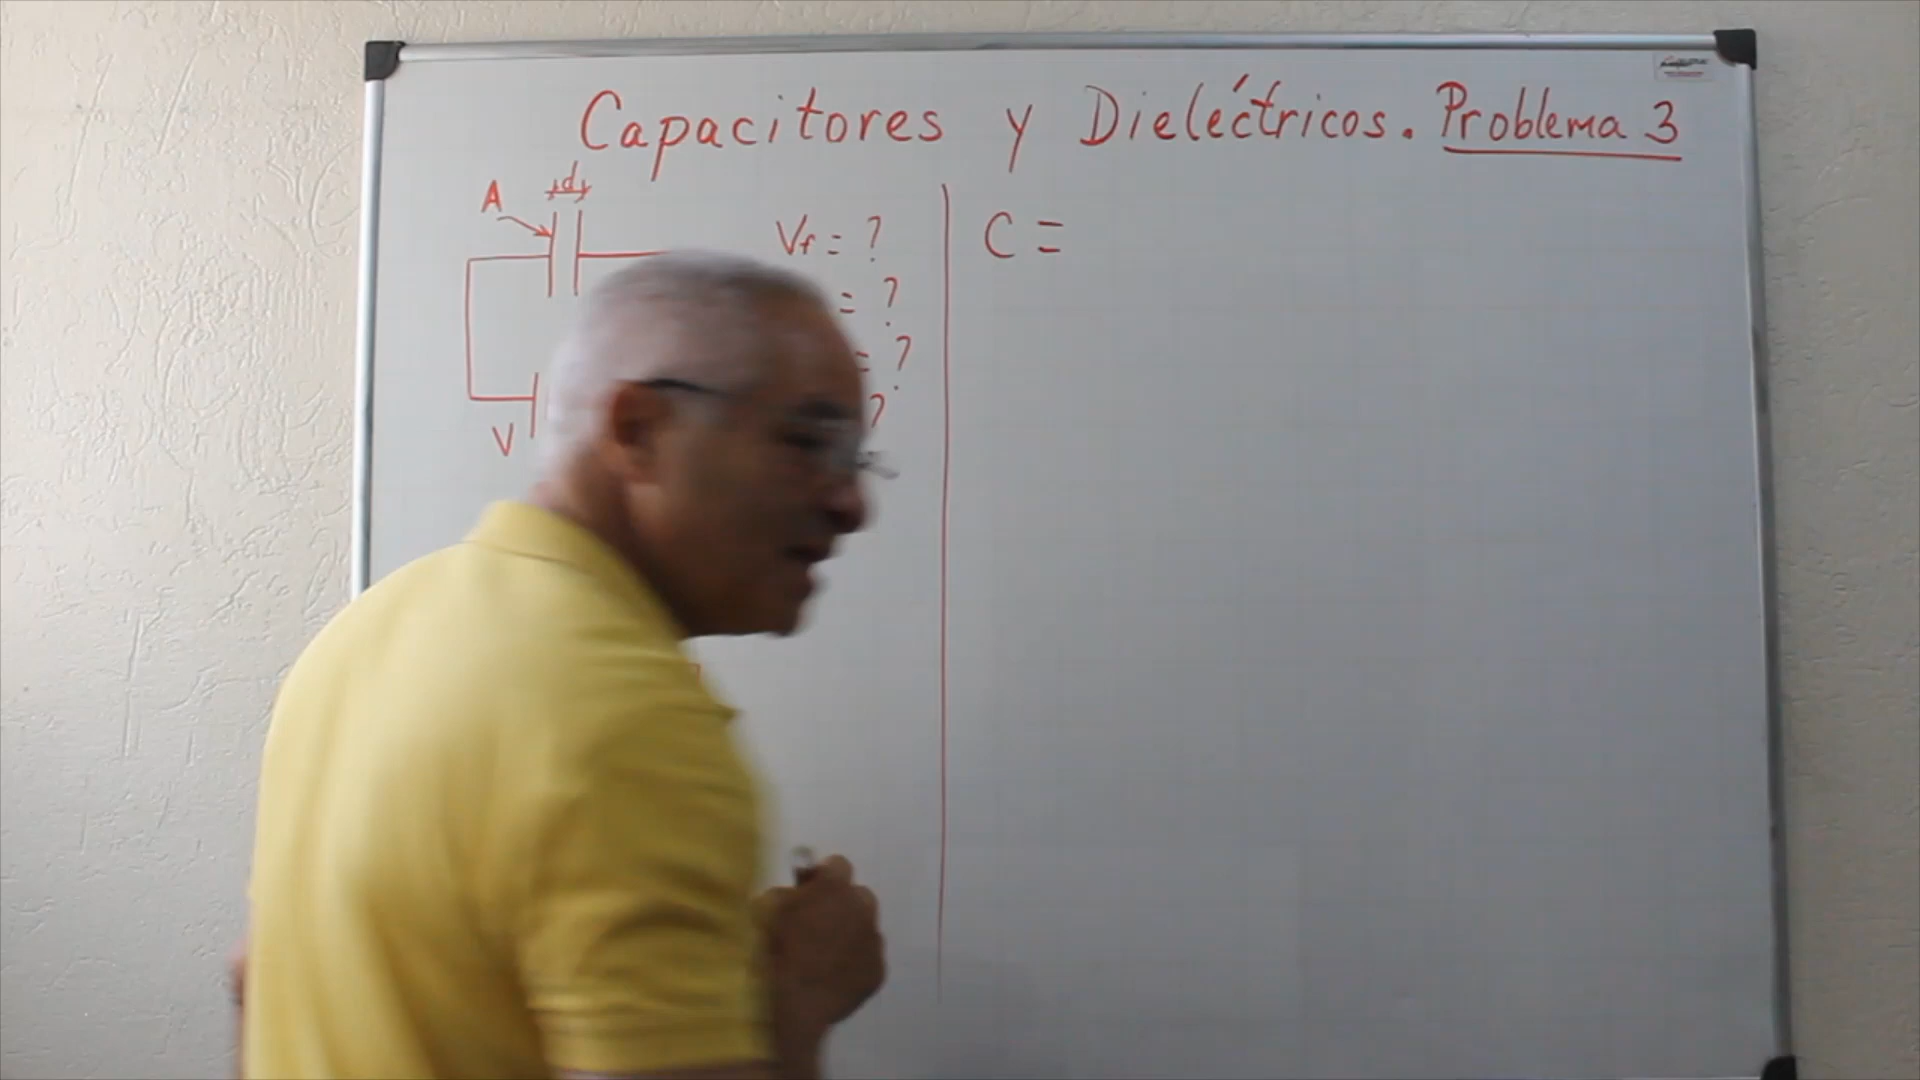 Capacitores y Dieléctricos. Problema 3
d
A
V
Vf = ?
= ?
= ?
?
C =